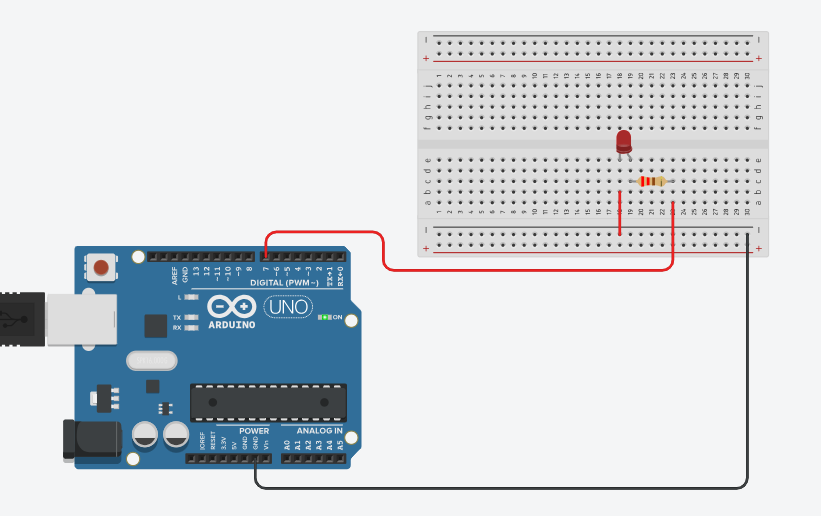 − −
+ +
1 2 3 4 5 6 7 8 9 10 11 12 13 14 15 16 17 18 19 20 21 22 23 24 25 26 27 28 29 30
j j
i i
h h
g g
f f
e e
d d
c c
b b
a a
1 2 3 4 5 6 7 8 9 10 11 12 13 14 15 16 17 18 19 20 21 22 23 24 25 26 27 28 29 30
− −
+ +
AREF GND 13 12 ~11 ~10 ~9 8 7 ~6 ~5 4 ~3 2 TX→1 RX←0
DIGITAL (PWM~)
L
TX
RX
ARDUINO
UNO
ON
POWER ANALOG IN
IOREF RESET 3.3V 5V GND GND Vin A0 A1 A2 A3 A4 A5